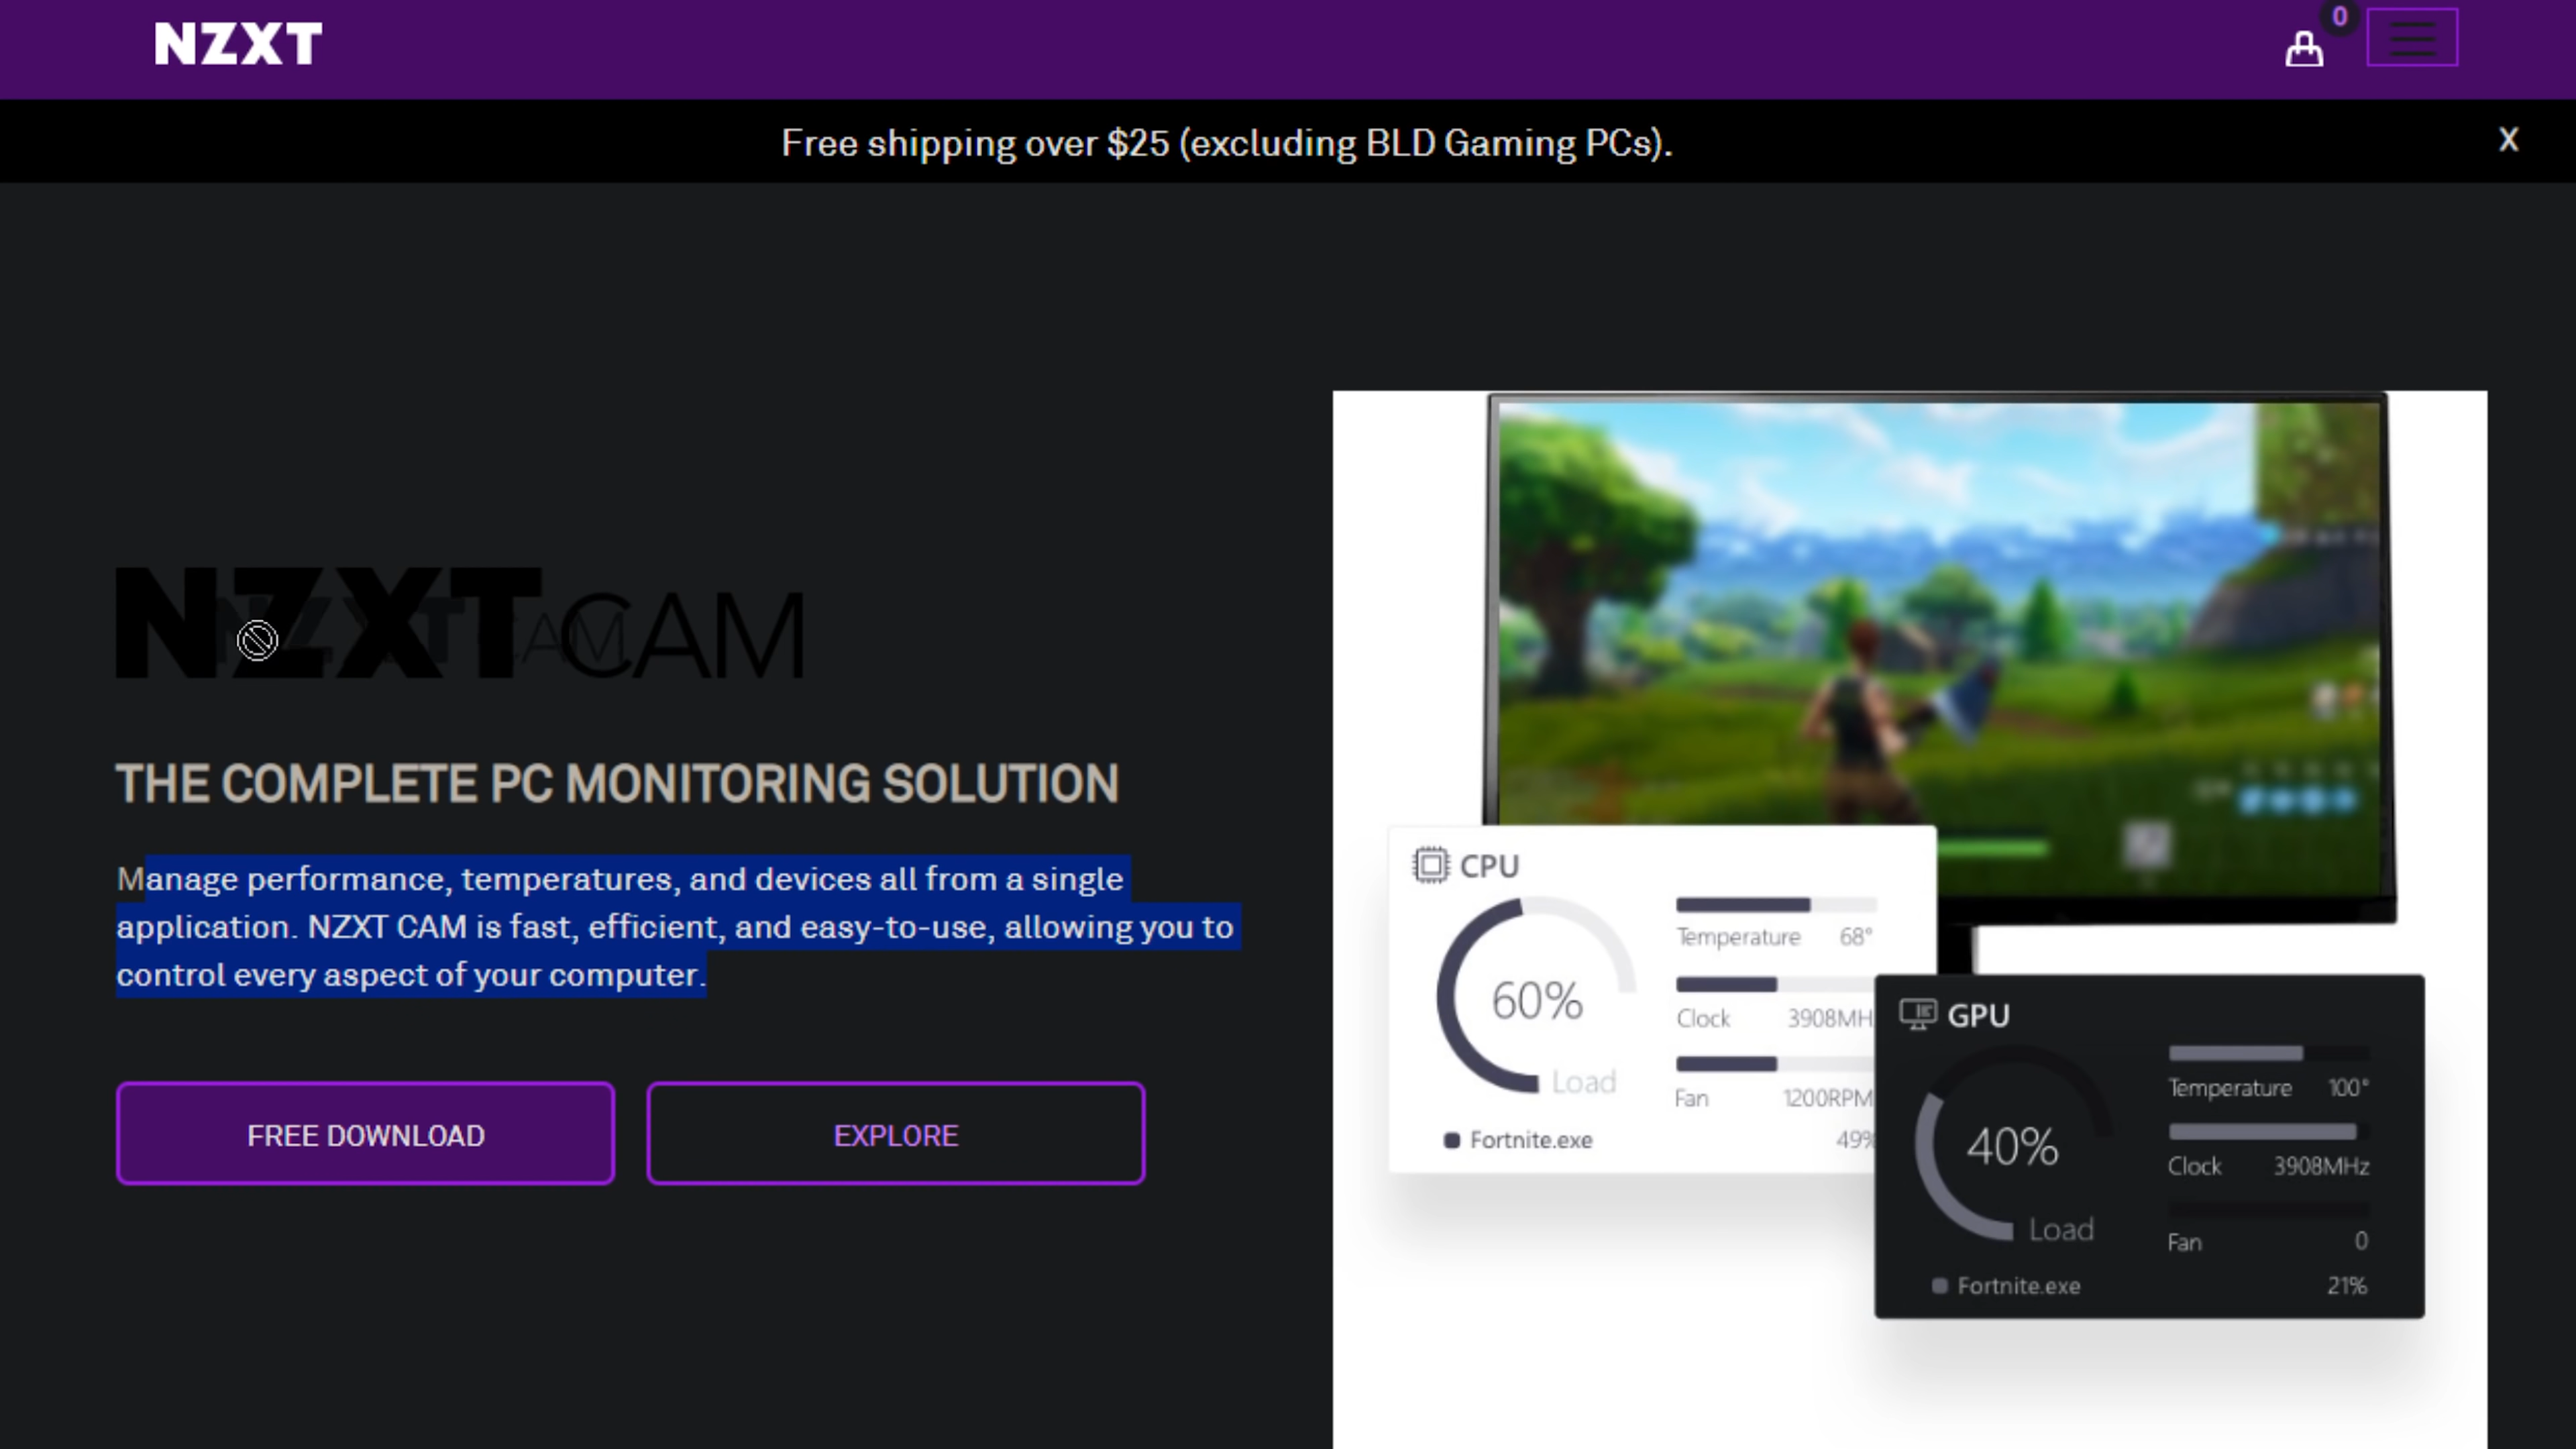 NZXT
0
Free shipping over $25 (excluding BLD Gaming PCs).
X
NZXT CAM
THE COMPLETE PC MONITORING SOLUTION
Manage performance, temperatures, and devices all from a single
application. NZXT CAM is fast, efficient, and easy-to-use, allowing you to
control every aspect of your computer.
FREE DOWNLOAD
EXPLORE
CPU
60%
Load
Temperature 68°
Clock 3908MH
Fan 1200RPM
Fortnite.exe 49%
GPU
40%
Load
Temperature 100°
Clock 3908MHz
Fan 0
Fortnite.exe 21%